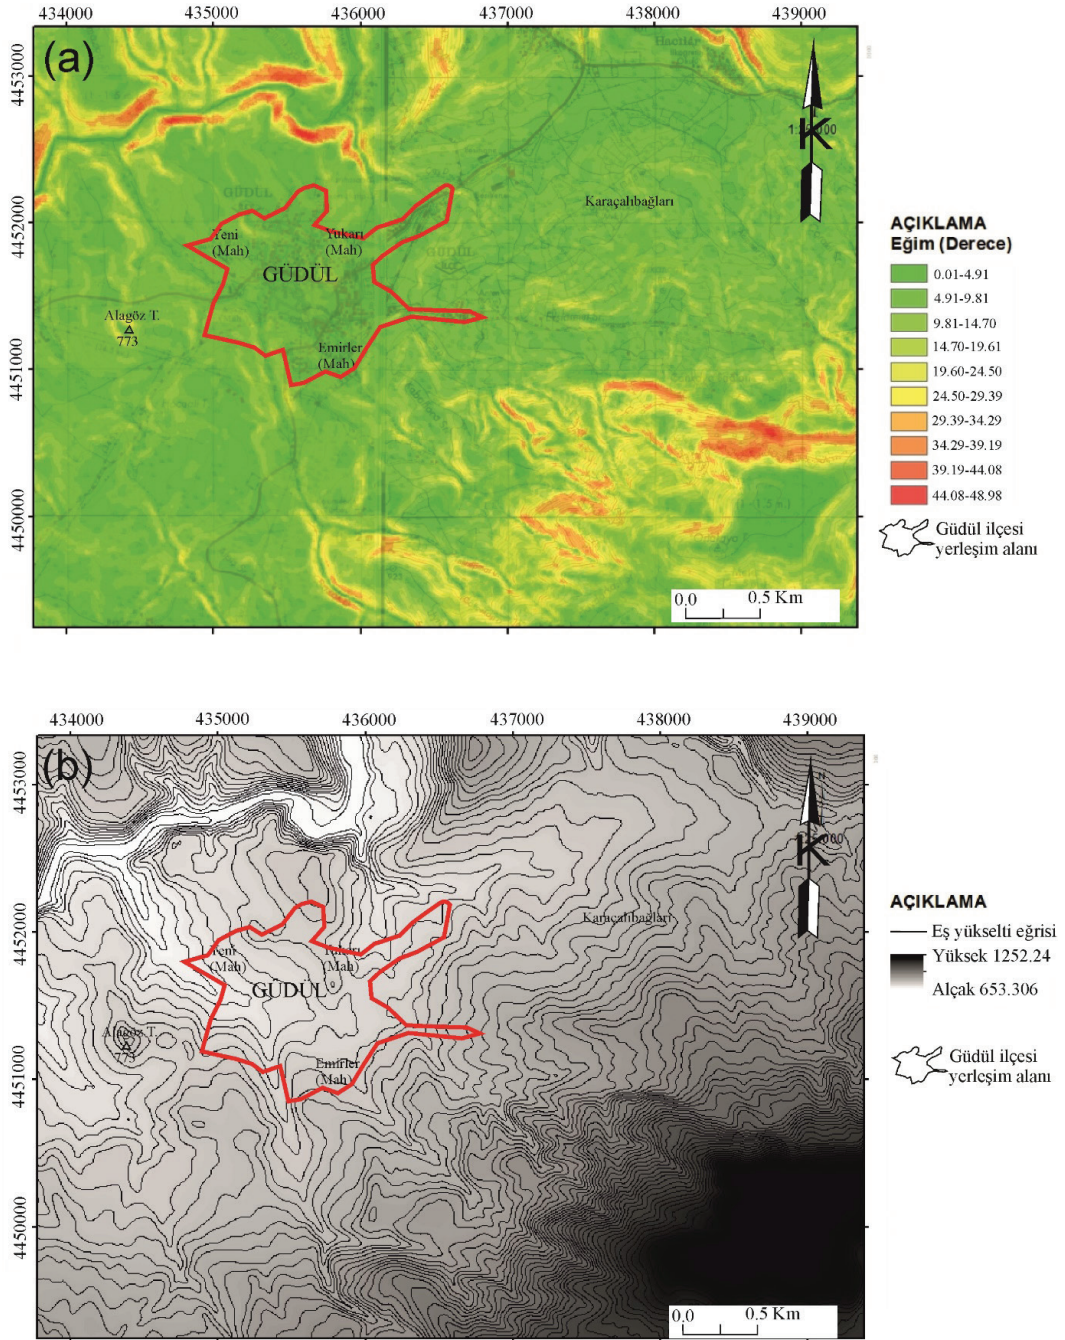 434000 435000 436000 437000 438000 439000
(a)
4453000
4452000
4451000
4450000
K
GÜDÜL
Karaçalıbağları
Yeni
(Mah)
Yukarı
(Mah)
GÜDÜL
GÜDÜL
Alagöz T.
773
Emirler
(Mah)
0.0 0.5 Km
AÇIKLAMA
Eğim (Derece)
0.01-4.91
4.91-9.81
9.81-14.70
14.70-19.61
19.60-24.50
24.50-29.39
29.39-34.29
34.29-39.19
39.19-44.08
44.08-48.98
Güdül ilçesi
yerleşim alanı
434000 435000 436000 437000 438000 439000
(b)
4453000
4452000
4451000
4450000
K
Karaçalıbağları
Yeni
(Mah)
Yukarı
(Mah)
GÜDÜL
Alagöz T.
773
Emirler
(Mah)
0.0 0.5 Km
AÇIKLAMA
Eş yükselti eğrisi
Yüksek 1252.24
Alçak 653.306
Güdül ilçesi
yerleşim alanı